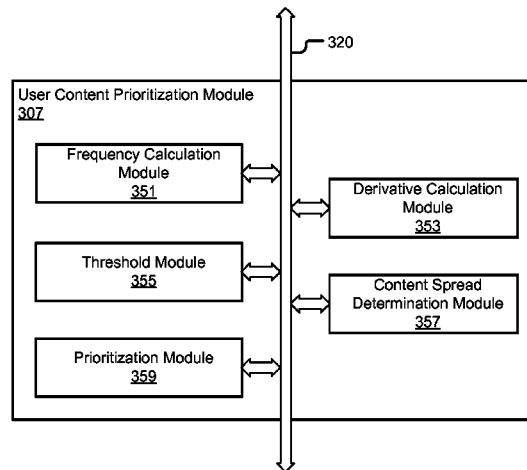 320
User Content Prioritization Module
307
Frequency Calculation
Module
351
Derivative Calculation
Module
353
Threshold Module
355
Content Spread
Determination Module
357
Prioritization Module
359